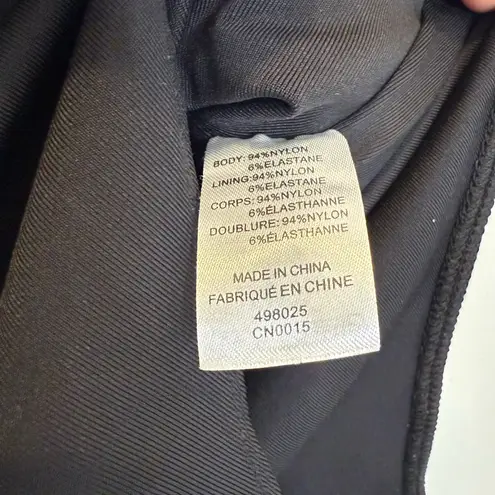 BODY: 94%NYLON
6%ELASTANE
LINING:94%NYLON
6%ELASTANE
CORPS: 94%NYLON
6%ÉLASTHANNE
DOUBLURE: 94%NYLON
6%ÉLASTHANNE
MADE IN CHINA
FABRIQUÉ EN CHINE
498025
CN0015